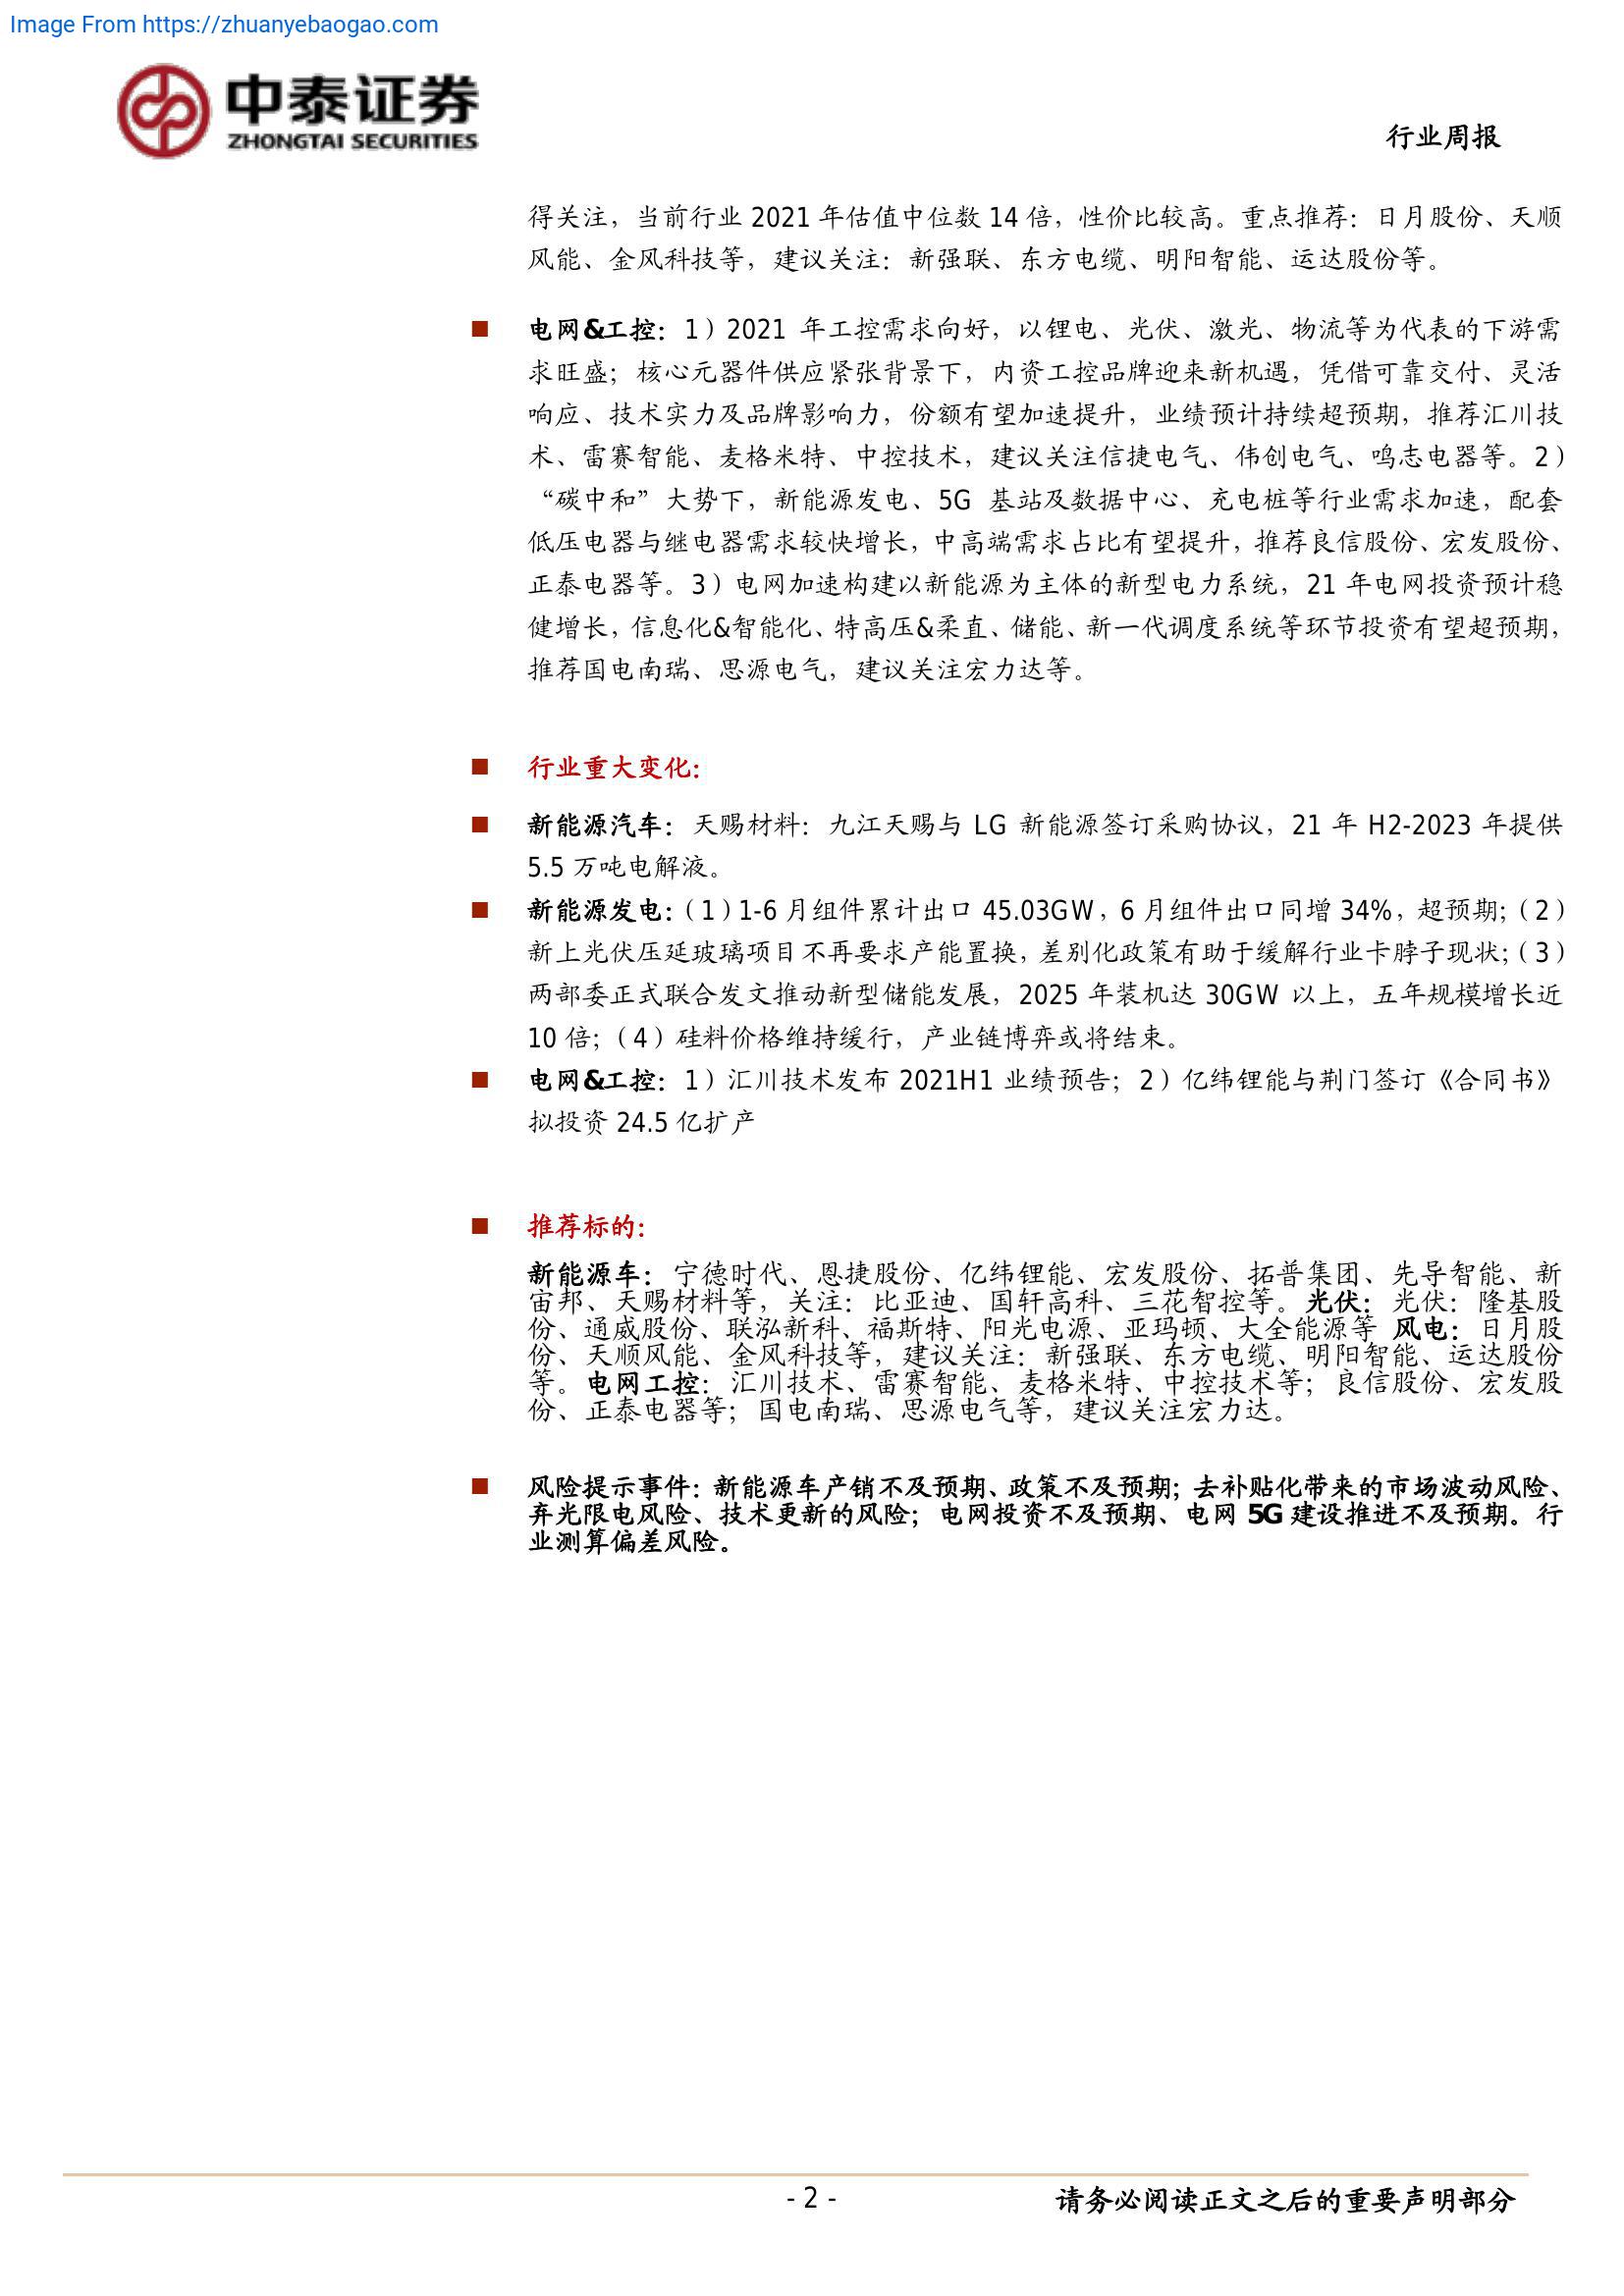 Image From https://zhuanyebaogao.com
中泰证券
ZHONGTAI SECURITIES
行业周报
得关注，当前行业 2021 年估值中位数 14 倍，性价比较高。重点推荐：日月股份、天顺
风能、金风科技等，建议关注：新强联、东方电缆、明阳智能、运达股份等。
■ 电网&工控：1）2021 年工控需求向好，以锂电、光伏、激光、物流等为代表的下游需
求旺盛；核心元器件供应紧张背景下，内资工控品牌迎来新机遇，凭借可靠交付、灵活
响应、技术实力及品牌影响力，份额有望加速提升，业绩预计持续超预期，推荐汇川技
术、雷赛智能、麦格米特、中控技术，建议关注信捷电气、伟创电气、鸣志电器等。2）
“碳中和”大势下，新能源发电、5G 基站及数据中心、充电桩等行业需求加速，配套
低压电器与继电器需求较快增长，中高端需求占比有望提升，推荐良信股份、宏发股份、
正泰电器等。3）电网加速构建以新能源为主体的新型电力系统，21 年电网投资预计稳
健增长，信息化&智能化、特高压&柔直、储能、新一代调度系统等环节投资有望超预期，
推荐国电南瑞、思源电气，建议关注宏力达等。
■ 行业重大变化：
■ 新能源汽车：天赐材料：九江天赐与 LG 新能源签订采购协议，21 年 H2-2023 年提供
5.5 万吨电解液。
■ 新能源发电：（1）1-6 月组件累计出口 45.03GW，6 月组件出口同增 34%，超预期；（2）
新上光伏压延玻璃项目不再要求产能置换，差别化政策有助于缓解行业卡脖子现状；（3）
两部委正式联合发文推动新型储能发展，2025 年装机达 30GW 以上，五年规模增长近
10 倍；（4）硅料价格维持缓行，产业链博弈或将结束。
■ 电网&工控：1）汇川技术发布 2021H1 业绩预告；2）亿纬锂能与荆门签订《合同书》
拟投资 24.5 亿扩产
■ 推荐标的：
新能源车：宁德时代、恩捷股份、亿纬锂能、宏发股份、拓普集团、先导智能、新
宙邦、天赐材料等，关注：比亚迪、国轩高科、三花智控等。光伏：光伏：隆基股
份、通威股份、联泓新科、福斯特、阳光电源、亚玛顿、大全能源等 风电：日月股
份、天顺风能、金风科技等，建议关注：新强联、东方电缆、明阳智能、运达股份
等。电网工控：汇川技术、雷赛智能、麦格米特、中控技术等；良信股份、宏发股
份、正泰电器等；国电南瑞、思源电气等，建议关注宏力达。
■ 风险提示事件：新能源车产销不及预期、政策不及预期；去补贴化带来的市场波动风险、
弃光限电风险、技术更新的风险；电网投资不及预期、电网 5G 建设推进不及预期。行
业测算偏差风险。
- 2 -
请务必阅读正文之后的重要声明部分